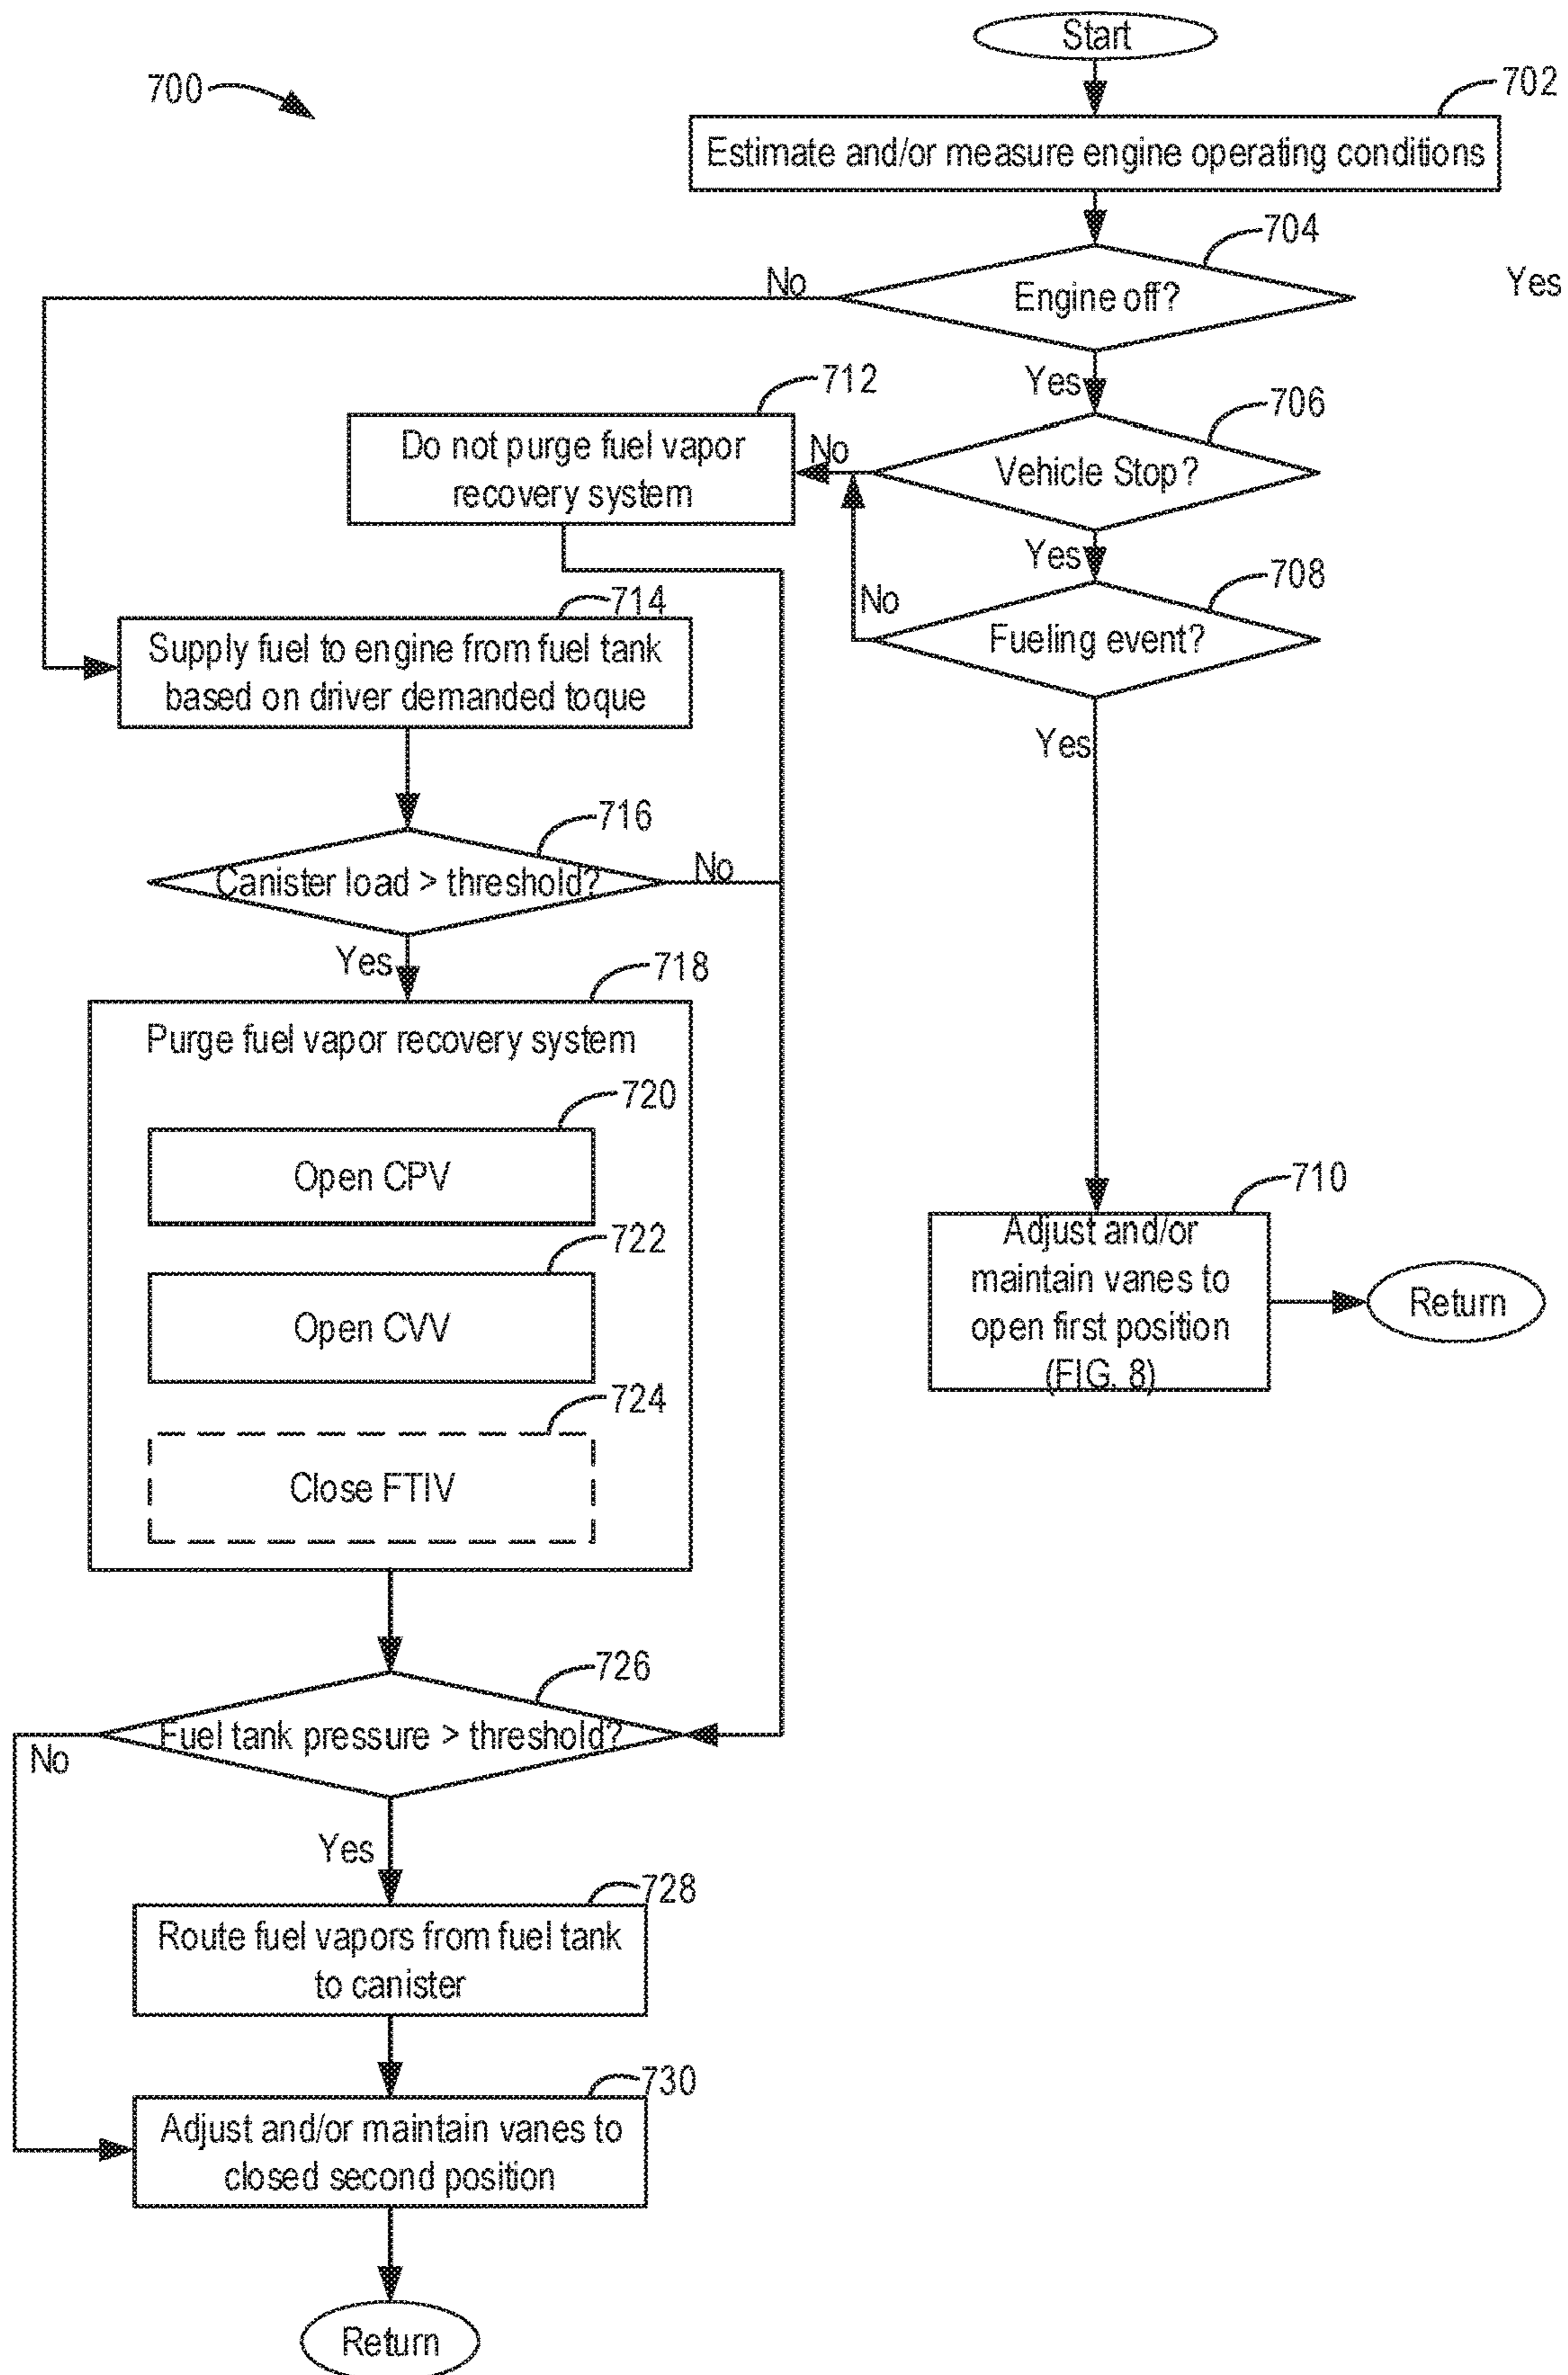 Start
700
702
Estimate and/or measure engine operating conditions
704
No
Engine off?
Yes
Yes
712
706
Do not purge fuel vapor
recovery system
No
Vehicle Stop?
Yes
708
No
Fueling event?
Yes
714
Supply fuel to engine from fuel tank
based on driver demanded toque
716
Canister load > threshold?
No
Yes
718
Purge fuel vapor recovery system
720
Open CPV
722
Open CVV
724
Close FTIV
710
Adjust and/or
maintain vanes to
open first position
(FIG. 8)
Return
726
Fuel tank pressure > threshold?
No
Yes
728
Route fuel vapors from fuel tank
to canister
730
Adjust and/or maintain vanes to
closed second position
Return